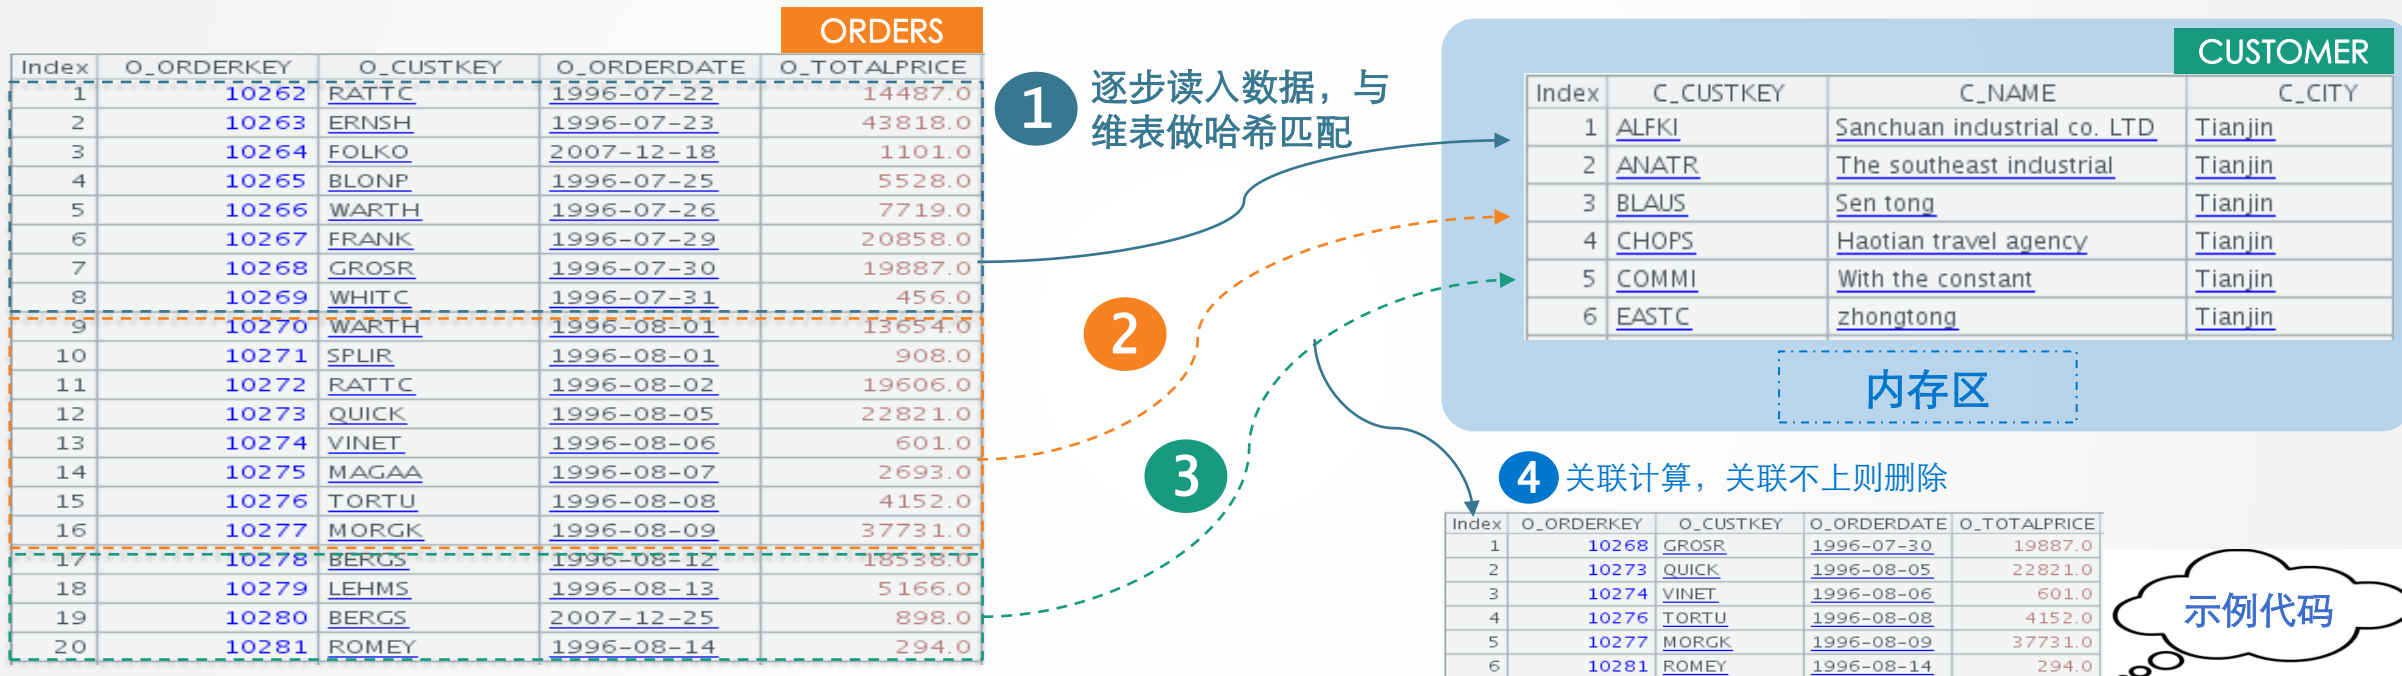 ORDERS
Index O_ORDERKEY O_CUSTKEY O_ORDERDATE O_TOTALPRICE
1 10262 RATTC 1996-07-22 14487.0
2 10263 ERNSH 1996-07-23 43818.0
3 10264 FOLKO 2007-12-18 1101.0
4 10265 BLONP 1996-07-25 5528.0
5 10266 WARTH 1996-07-26 7719.0
6 10267 FRANK 1996-07-29 20858.0
7 10268 GROSR 1996-07-30 19887.0
8 10269 WHITC 1996-07-31 456.0
9 10270 WARTH 1996-08-01 13654.0
10 10271 SPLIR 1996-08-01 908.0
11 10272 RATTC 1996-08-02 19606.0
12 10273 QUICK 1996-08-05 22821.0
13 10274 VINET 1996-08-06 601.0
14 10275 MAGAA 1996-08-07 2693.0
15 10276 TORTU 1996-08-08 4152.0
16 10277 MORGK 1996-08-09 37731.0
17 10278 BERGS 1996-08-12 18538.0
18 10279 LEHMS 1996-08-13 5166.0
19 10280 BERGS 2007-12-25 898.0
20 10281 ROMEY 1996-08-14 294.0
1 逐步读入数据，与
维表做哈希匹配
2
3
CUSTOMER
Index C_CUSTKEY C_NAME C_CITY
1 ALFKI Sanchuan industrial co. LTD Tianjin
2 ANATR The southeast industrial Tianjin
3 BLAUS Sen tong Tianjin
4 CHOPS Haotian travel agency Tianjin
5 COMMI With the constant Tianjin
6 EASTC zhongtong Tianjin
内存区
4 关联计算，关联不上则删除
Index O_ORDERKEY O_CUSTKEY O_ORDERDATE O_TOTALPRICE
1 10268 GROSR 1996-07-30 19887.0
2 10273 QUICK 1996-08-05 22821.0
3 10274 VINET 1996-08-06 601.0
4 10276 TORTU 1996-08-08 4152.0
5 10277 MORGK 1996-08-09 37731.0
6 10281 ROMEY 1996-08-14 294.0
示例代码